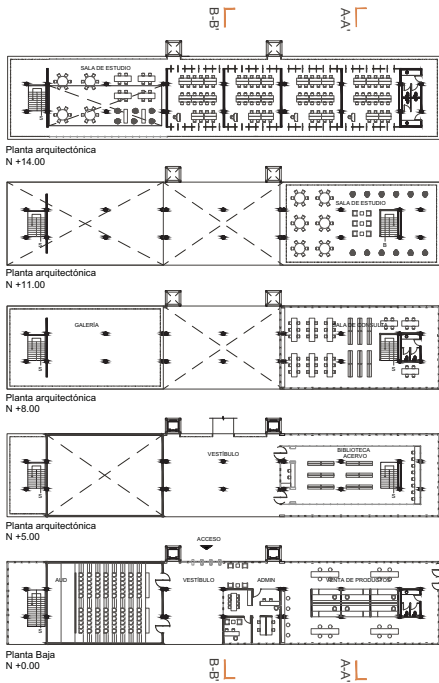 B-B'
A-A'
SALA DE ESTUDIO
S
Planta arquitectónica
N +14.00
SALA DE ESTUDIO
S
B
Planta arquitectónica
N +11.00
GALERÍA
SALA DE CONSULTA
S
S
Planta arquitectónica
N +8.00
VESTÍBULO
BIBLIOTECA
ACERVO
S
S
Planta arquitectónica
N +5.00
ACCESO
AUD
VESTÍBULO
ADMIN
VENTA DE PRODUCTOS
S
Planta Baja
N +0.00
B-B'
A-A'